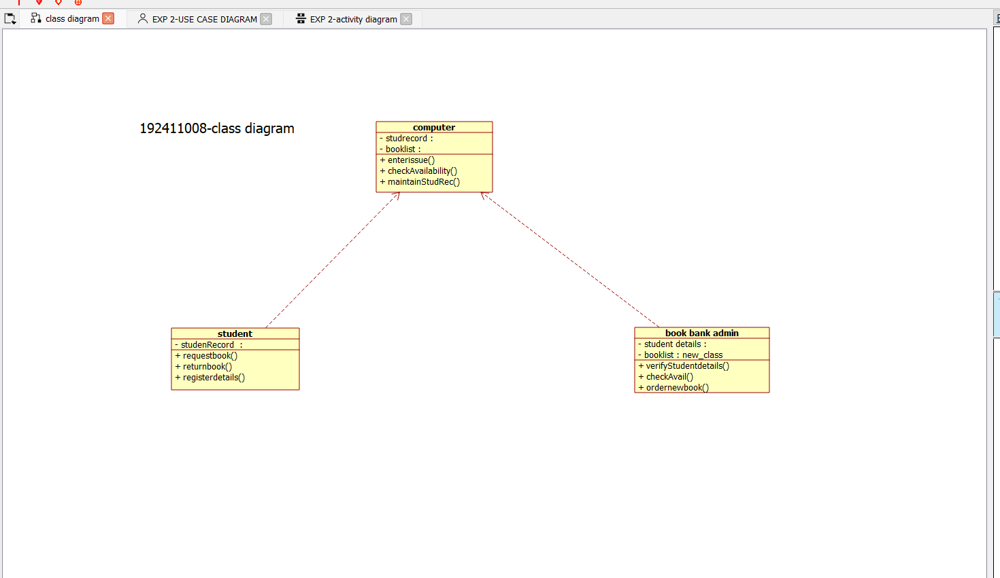 class diagram
EXP 2-USE CASE DIAGRAM
EXP 2-activity diagram
192411008-class diagram
computer
- studrecord :
- booklist :
+ enterissue()
+ checkAvailability()
+ maintainStudRec()
student
- studenRecord :
+ requestbook()
+ returnbook()
+ registerdetails()
book bank admin
- student details :
- booklist : new_class
+ verifyStudentdetails()
+ checkAvail()
+ ordernewbook()